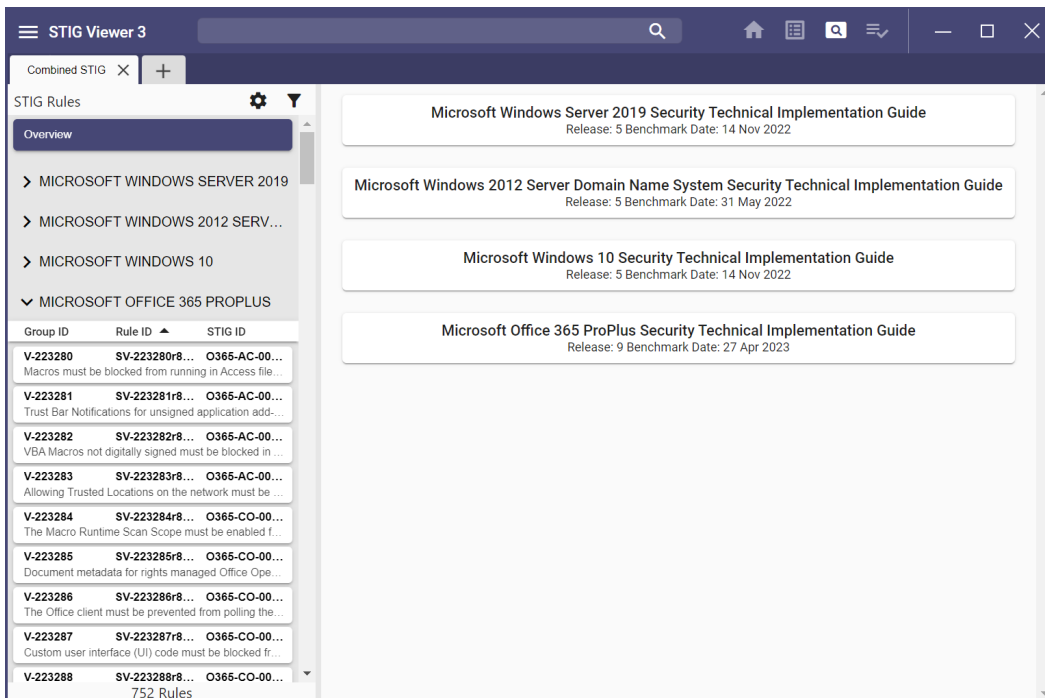 STIG Viewer 3
Combined STIG
STIG Rules
Overview
MICROSOFT WINDOWS SERVER 2019
MICROSOFT WINDOWS 2012 SERV...
MICROSOFT WINDOWS 10
MICROSOFT OFFICE 365 PROPLUS
Group ID Rule ID STIG ID
V-223280 SV-223280r8... O365-AC-00...
Macros must be blocked from running in Access file...
V-223281 SV-223281r8... O365-AC-00...
Trust Bar Notifications for unsigned application add-...
V-223282 SV-223282r8... O365-AC-00...
VBA Macros not digitally signed must be blocked in ...
V-223283 SV-223283r8... O365-AC-00...
Allowing Trusted Locations on the network must be ...
V-223284 SV-223284r8... O365-CO-00...
The Macro Runtime Scan Scope must be enabled f...
V-223285 SV-223285r8... O365-CO-00...
Document metadata for rights managed Office Ope...
V-223286 SV-223286r8... O365-CO-00...
The Office client must be prevented from polling the...
V-223287 SV-223287r8... O365-CO-00...
Custom user interface (UI) code must be blocked fr...
V-223288 SV-223288r8... O365-CO-00...
752 Rules
Microsoft Windows Server 2019 Security Technical Implementation Guide
Release: 5 Benchmark Date: 14 Nov 2022
Microsoft Windows 2012 Server Domain Name System Security Technical Implementation Guide
Release: 5 Benchmark Date: 31 May 2022
Microsoft Windows 10 Security Technical Implementation Guide
Release: 5 Benchmark Date: 14 Nov 2022
Microsoft Office 365 ProPlus Security Technical Implementation Guide
Release: 9 Benchmark Date: 27 Apr 2023